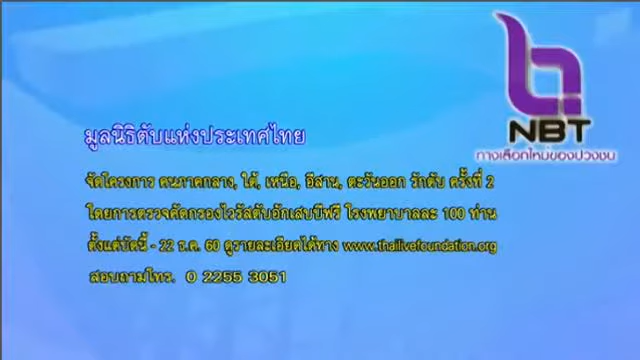 NBT
ทางเลือกใหม่ของปวงชน
มูลนิธิตับแห่งประเทศไทย
จัดโครงการ คนภาคกลาง, ใต้, เหนือ, อีสาน, ตะวันออก รักตับ ครั้งที่ 2
โดยการตรวจคัดกรองไวรัสตับอักเสบบีฟรี โรงพยาบาลละ 100 ท่าน
ตั้งแต่บัดนี้ - 22 ธ.ค. 60 ดูรายละเอียดได้ทาง www.thailivefoundation.org
สอบถามโทร. 0 2255 3051